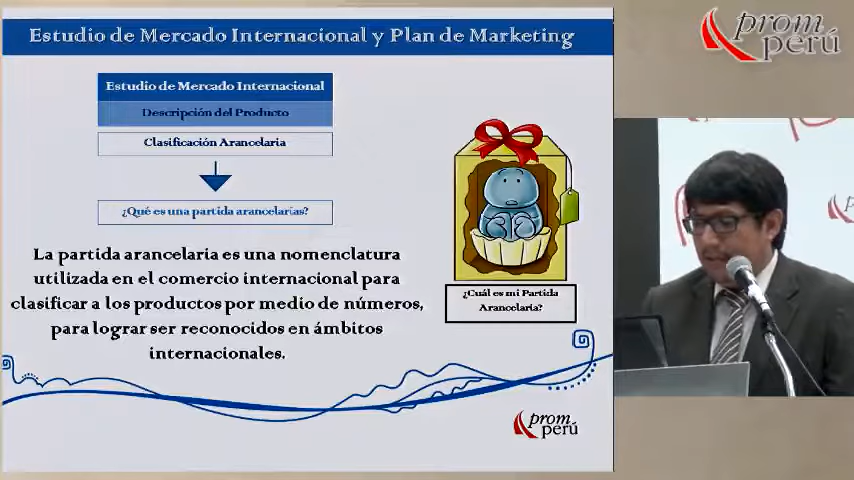 Estudio de Mercado Internacional y Plan de Marketing
prom
perú
Estudio de Mercado Internacional
Descripción del Producto
Clasificación Arancelaria
¿Qué es una partida arancelarias?
La partida arancelaria es una nomenclatura
utilizada en el comercio internacional para
clasificar a los productos por medio de números,
para lograr ser reconocidos en ámbitos
internacionales.
¿Cuál es mi Partida
Arancelaria?
prom
perú